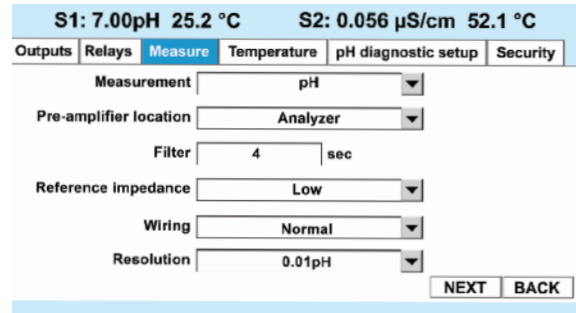 S1: 7.00pH 25.2 °C S2: 0.056 µS/cm 52.1 °C
Outputs Relays Measure Temperature pH diagnostic setup Security
Measurement pH
Pre-amplifier location Analyzer
Filter 4 sec
Reference impedance Low
Wiring Normal
Resolution 0.01pH
NEXT BACK